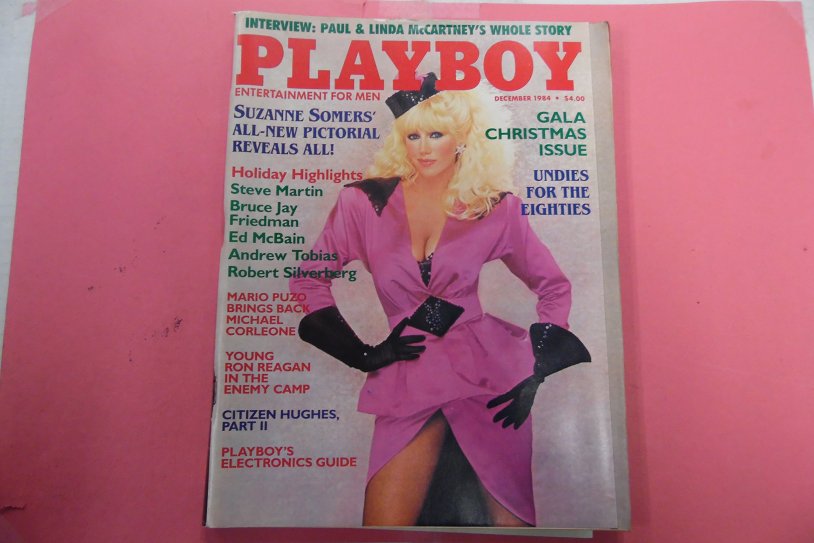 INTERVIEW: PAUL & LINDA McCARTNEY'S WHOLE STORY
PLAYBOY
ENTERTAINMENT FOR MEN
DECEMBER 1984 • $4.00
SUZANNE SOMERS'
ALL-NEW PICTORIAL
REVEALS ALL!
GALA
CHRISTMAS
ISSUE
UNDIES
FOR THE
EIGHTIES
Holiday Highlights
Steve Martin
Bruce Jay
Friedman
Ed McBain
Andrew Tobias
Robert Silverberg
MARIO PUZO
BRINGS BACK
MICHAEL
CORLEONE
YOUNG
RON REAGAN
IN THE
ENEMY CAMP
CITIZEN HUGHES,
PART II
PLAYBOY'S
ELECTRONICS GUIDE